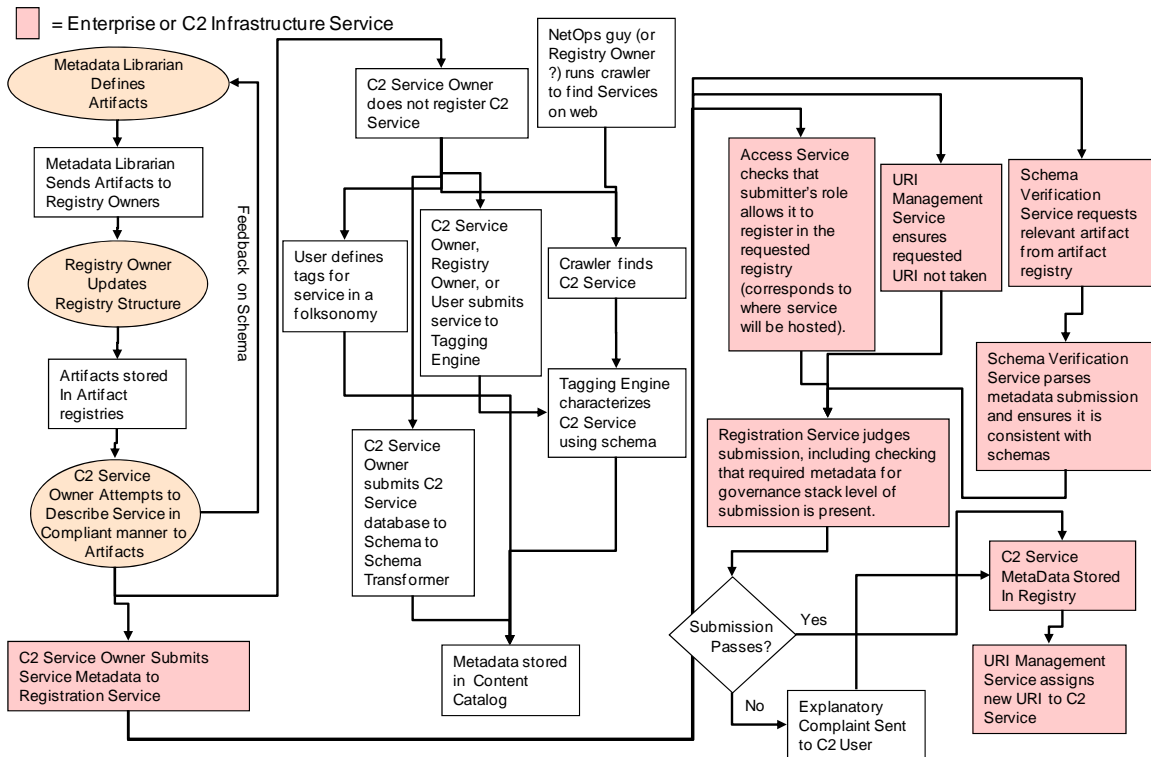 = Enterprise or C2 Infrastructure Service
Metadata Librarian
Defines
Artifacts
Metadata Librarian
Sends Artifacts to
Registry Owners
Registry Owner
Updates
Registry Structure
Artifacts stored
In Artifact
registries
C2 Service
Owner Attempts to
Describe Service in
Compliant manner to
Artifacts
Feedback on Schema
C2 Service Owner Submits
Service Metadata to
Registration Service
C2 Service Owner
does not register C2
Service
NetOps guy (or
Registry Owner
?) runs crawler
to find Services
on web
User defines
tags for
service in a
folksonomy
C2 Service
Owner,
Registry
Owner, or
User submits
service to
Tagging
Engine
Crawler finds
C2 Service
Tagging Engine
characterizes
C2 Service
using schema
C2 Service
Owner
submits C2
Service
database to
Schema to
Schema
Transformer
Metadata stored
in Content
Catalog
Access Service
checks that
submitter's role
allows it to
register in the
requested
registry
(corresponds to
where service
will be hosted).
URI
Management
Service
ensures
requested
URI not taken
Schema
Verification
Service requests
relevant artifact
from artifact
registry
Schema Verification
Service parses
metadata submission
and ensures it is
consistent with
schemas
Registration Service judges
submission, including checking
that required metadata for
governance stack level of
submission is present.
Submission
Passes?
Yes
No
Explanatory
Complaint Sent
to C2 User
C2 Service
MetaData Stored
In Registry
URI Management
Service assigns
new URI to C2
Service